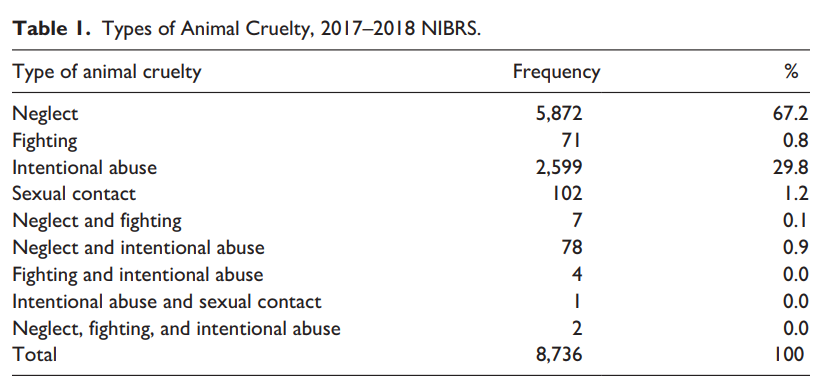 Table 1. Types of Animal Cruelty, 2017–2018 NIBRS.
Type of animal cruelty Frequency %
Neglect 5,872 67.2
Fighting 71 0.8
Intentional abuse 2,599 29.8
Sexual contact 102 1.2
Neglect and fighting 7 0.1
Neglect and intentional abuse 78 0.9
Fighting and intentional abuse 4 0.0
Intentional abuse and sexual contact 1 0.0
Neglect, fighting, and intentional abuse 2 0.0
Total 8,736 100